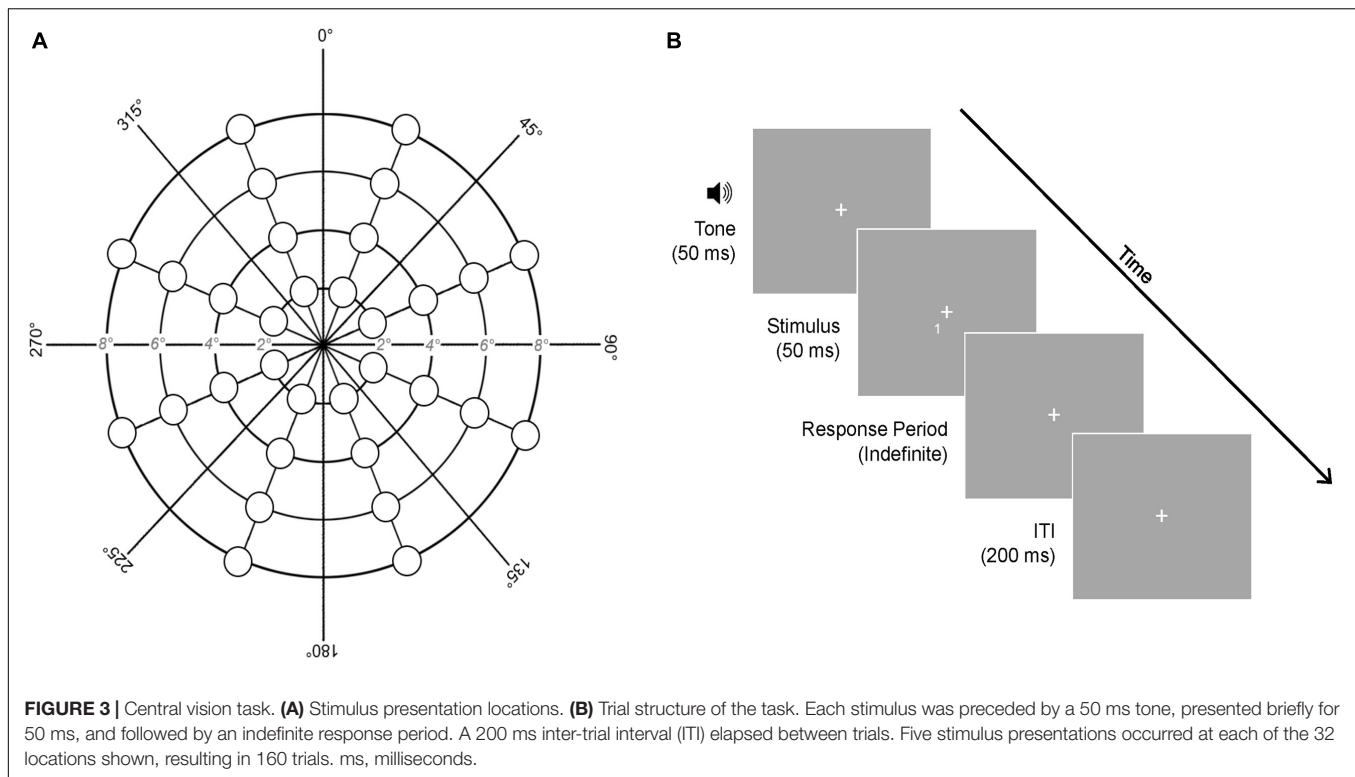 A
0°
315°
45°
270°
8°
6°
4°
2°
2°
4°
6°
8°
90°
225°
135°
180°
B
Tone
(50 ms)
Stimulus
(50 ms)
1
Response Period
(Indefinite)
ITI
(200 ms)
Time
FIGURE 3 | Central vision task. (A) Stimulus presentation locations. (B) Trial structure of the task. Each stimulus was preceded by a 50 ms tone, presented briefly for
50 ms, and followed by an indefinite response period. A 200 ms inter-trial interval (ITI) elapsed between trials. Five stimulus presentations occurred at each of the 32
locations shown, resulting in 160 trials. ms, milliseconds.